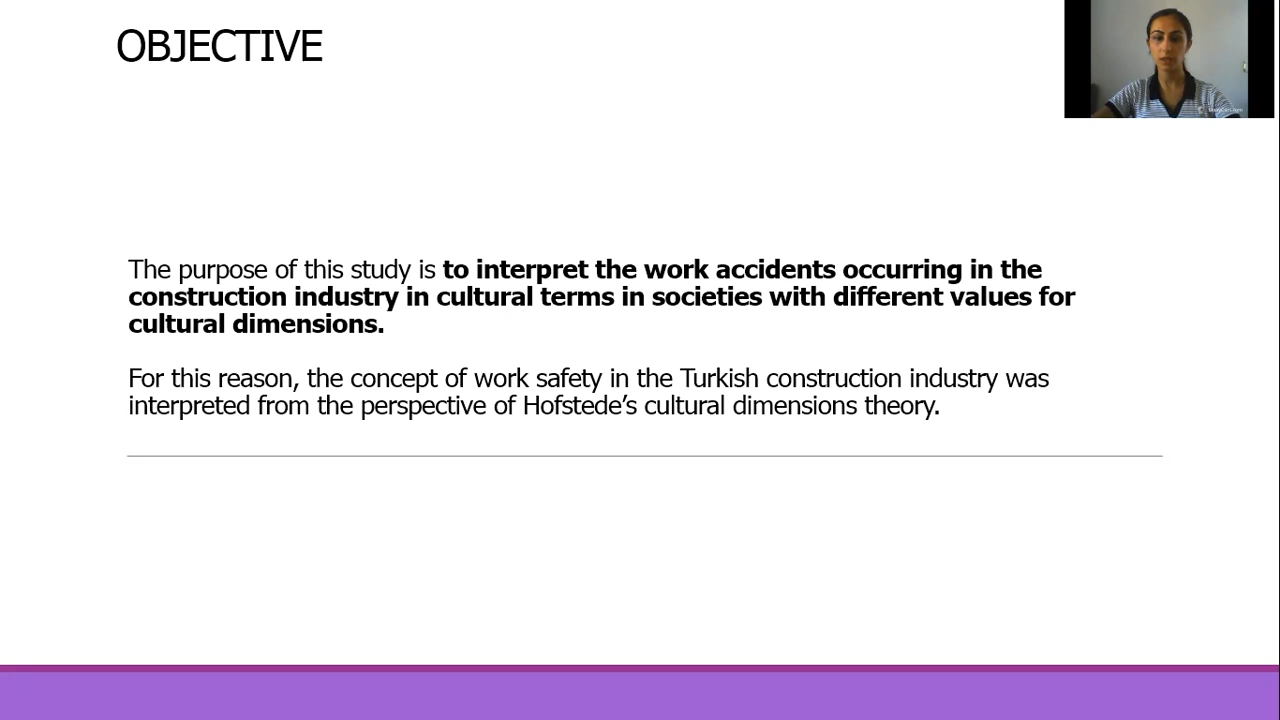 OBJECTIVE
The purpose of this study is to interpret the work accidents occurring in the
construction industry in cultural terms in societies with different values for
cultural dimensions.
For this reason, the concept of work safety in the Turkish construction industry was
interpreted from the perspective of Hofstede’s cultural dimensions theory.